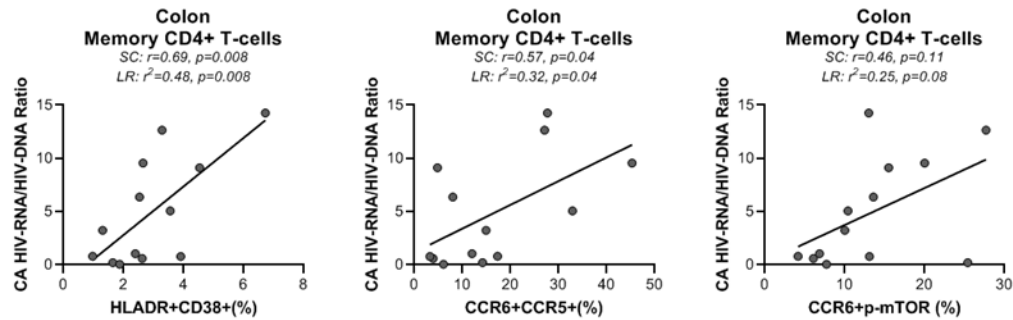 Colon
Memory CD4+ T-cells
SC: r=0.69, p=0.008
LR: r²=0.48, p=0.008
CA HIV-RNA/HIV-DNA Ratio
15
10
5
0
0 2 4 6 8
HLADR+CD38+(%)
Colon
Memory CD4+ T-cells
SC: r=0.57, p=0.04
LR: r²=0.32, p=0.04
CA HIV-RNA/HIV-DNA Ratio
15
10
5
0
0 10 20 30 40 50
CCR6+CCR5+(%)
Colon
Memory CD4+ T-cells
SC: r=0.46, p=0.11
LR: r²=0.25, p=0.08
CA HIV-RNA/HIV-DNA Ratio
15
10
5
0
0 10 20 30
CCR6+p-mTOR (%)